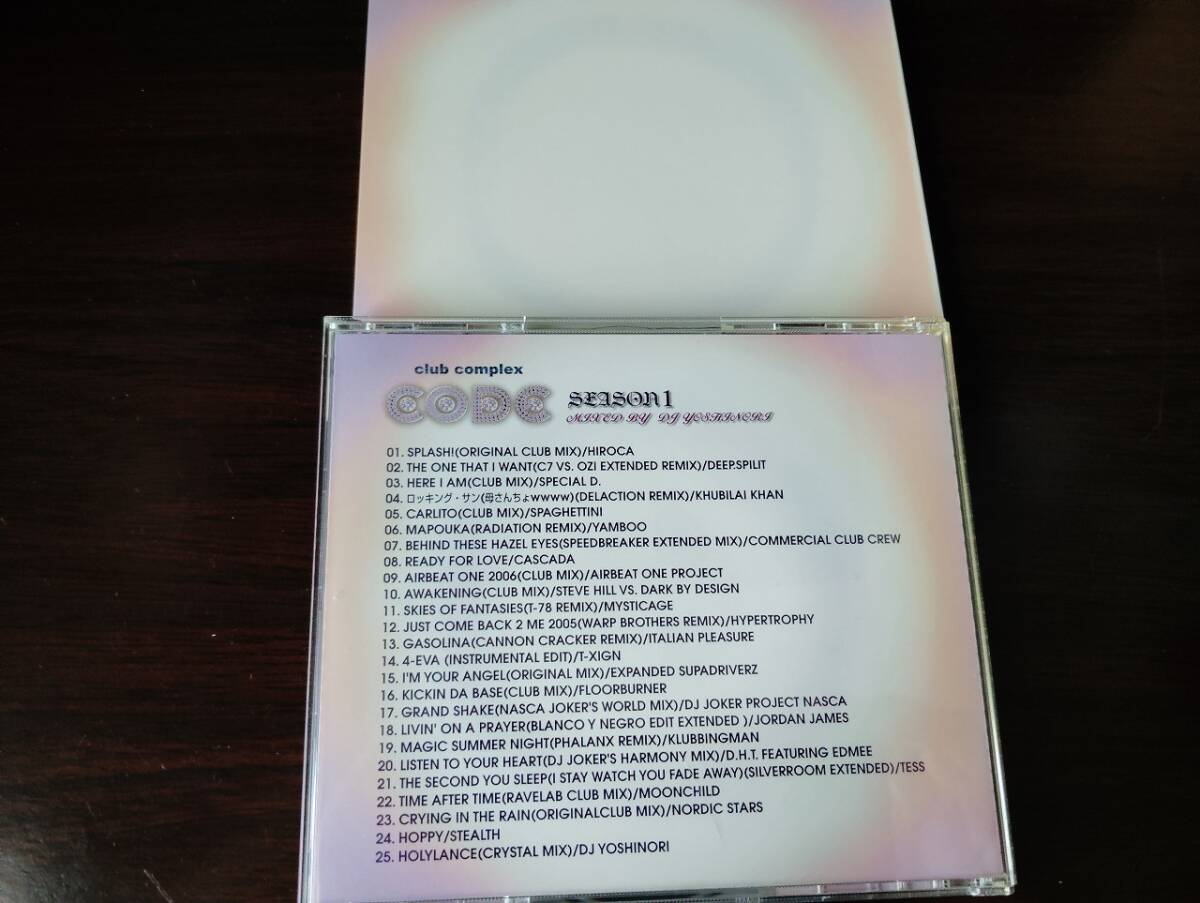 club complex
CODE SEASON1
MIXED BY DJ YOSHINORI
01. SPLASH!(ORIGINAL CLUB MIX)/HIROCA
02. THE ONE THAT I WANT(C7 VS. OZI EXTENDED REMIX)/DEEP.SPILIT
03. HERE I AM(CLUB MIX)/SPECIAL D.
04. ロッキング・サン(母さんちょwwww)(DELACTION REMIX)/KHUBILAI KHAN
05. CARLITO(CLUB MIX)/SPAGHETTINI
06. MAPOUKA(RADIATION REMIX)/YAMBOO
07. BEHIND THESE HAZEL EYES(SPEEDBREAKER EXTENDED MIX)/COMMERCIAL CLUB CREW
08. READY FOR LOVE/CASCADA
09. AIRBEAT ONE 2006(CLUB MIX)/AIRBEAT ONE PROJECT
10. AWAKENING(CLUB MIX)/STEVE HILL VS. DARK BY DESIGN
11. SKIES OF FANTASIES(T-78 REMIX)/MYSTICAGE
12. JUST COME BACK 2 ME 2005(WARP BROTHERS REMIX)/HYPERTROPHY
13. GASOLINA(CANNON CRACKER REMIX)/ITALIAN PLEASURE
14. 4-EVA (INSTRUMENTAL EDIT)/T-XIGN
15. I'M YOUR ANGEL(ORIGINAL MIX)/EXPANDED SUPADRIVERZ
16. KICKIN DA BASE(CLUB MIX)/FLOORBURNER
17. GRAND SHAKE(NASCA JOKER'S WORLD MIX)/DJ JOKER PROJECT NASCA
18. LIVIN' ON A PRAYER(BLANCO Y NEGRO EDIT EXTENDED )/JORDAN JAMES
19. MAGIC SUMMER NIGHT(PHALANX REMIX)/KLUBBINGMAN
20. LISTEN TO YOUR HEART(DJ JOKER'S HARMONY MIX)/D.H.T. FEATURING EDMEE
21. THE SECOND YOU SLEEP(I STAY WATCH YOU FADE AWAY)(SILVERROOM EXTENDED)/TESS
22. TIME AFTER TIME(RAVELAB CLUB MIX)/MOONCHILD
23. CRYING IN THE RAIN(ORIGINALCLUB MIX)/NORDIC STARS
24. HOPPY/STEALTH
25. HOLYLANCE(CRYSTAL MIX)/DJ YOSHINORI